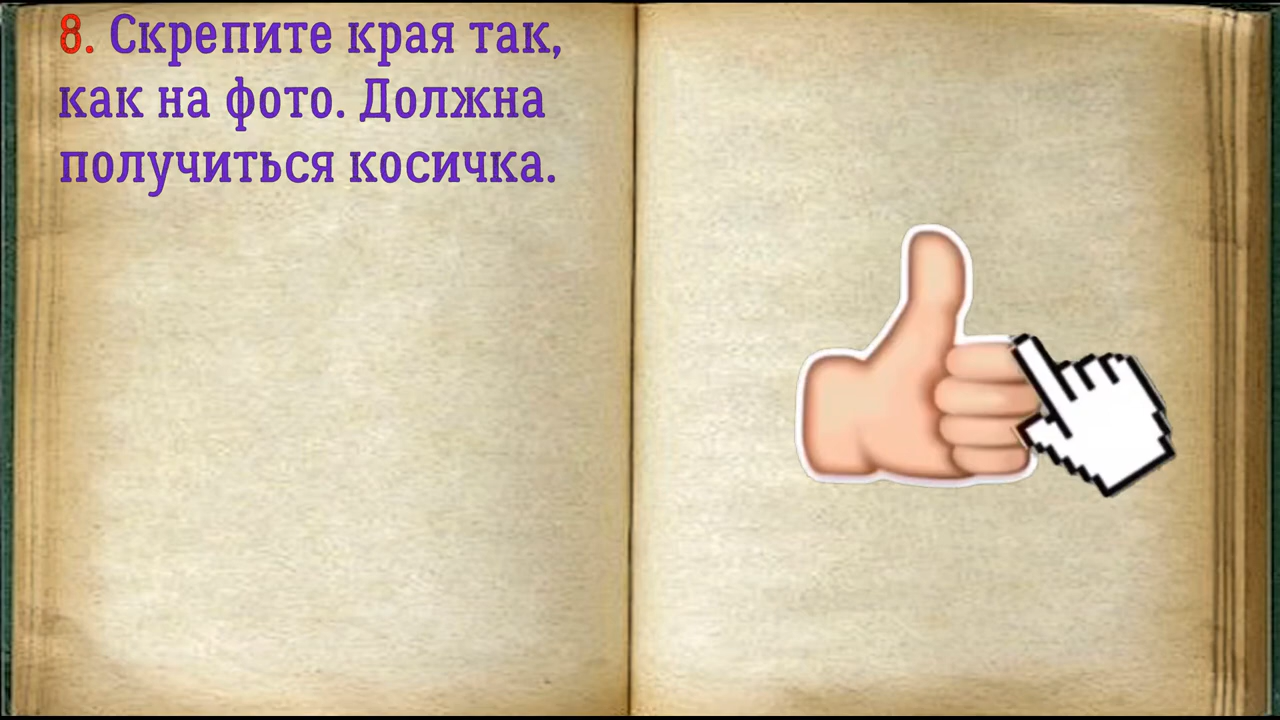 8. Скрепите края так,
как на фото. Должна
получиться косичка.